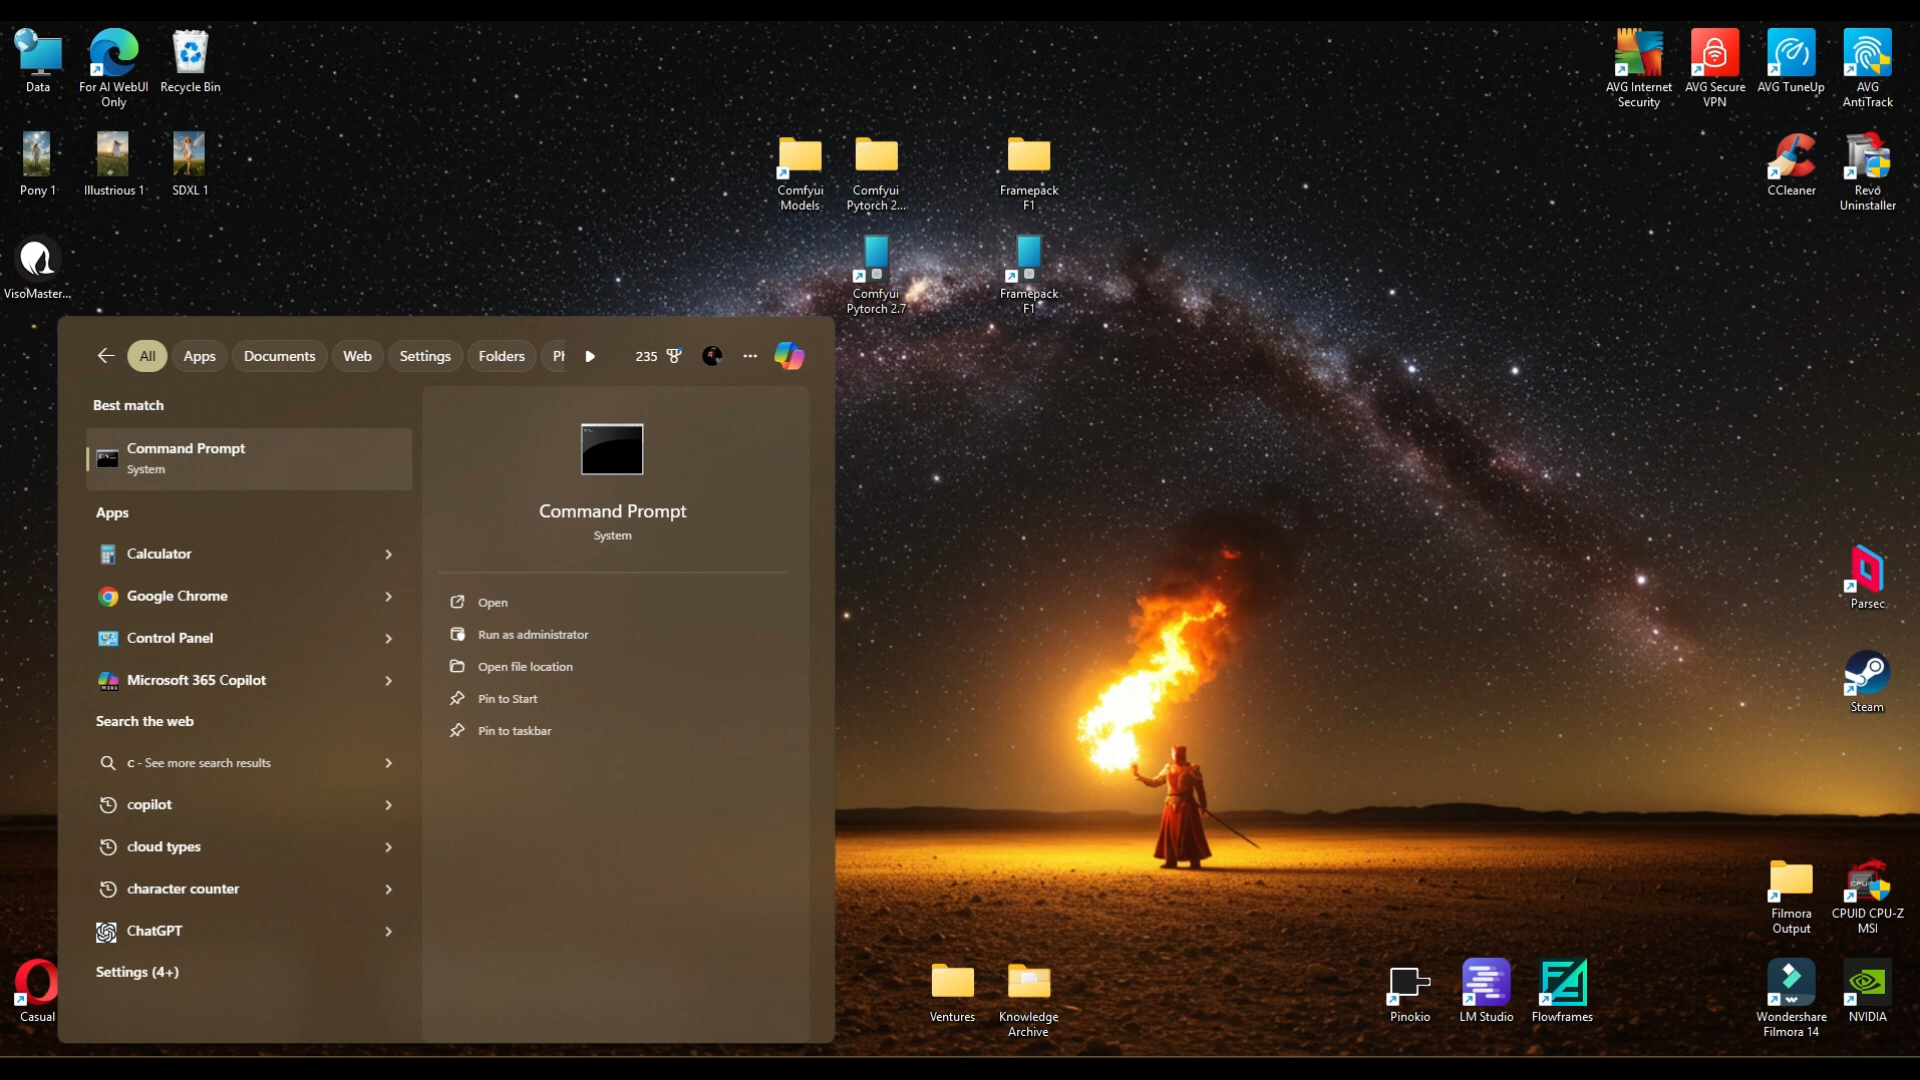 Data
For AI WebUI
Only
Recycle Bin
AVG Internet
Security
AVG Secure
VPN
AVG TuneUp
AVG
AntiTrack
Pony 1
Illustrious 1
SDXL 1
Comfyui
Models
Comfyui
Pytorch 2...
Framepack
F1
CCleaner
Revo
Uninstaller
VisoMaster...
Comfyui
Pytorch 2.7
Framepack
F1
All
Apps
Documents
Web
Settings
Folders
Ph
235
Best match
Command Prompt
System
Apps
Calculator
Google Chrome
Control Panel
Microsoft 365 Copilot
Search the web
c - See more search results
copilot
cloud types
character counter
ChatGPT
Settings (4+)
Command Prompt
System
Open
Run as administrator
Open file location
Pin to Start
Pin to taskbar
Parsec
Steam
Filmora
Output
CPUID CPU-Z
MSI
Casual
Ventures
Knowledge
Archive
Pinokio
LM Studio
Flowframes
Wondershare
Filmora 14
NVIDIA